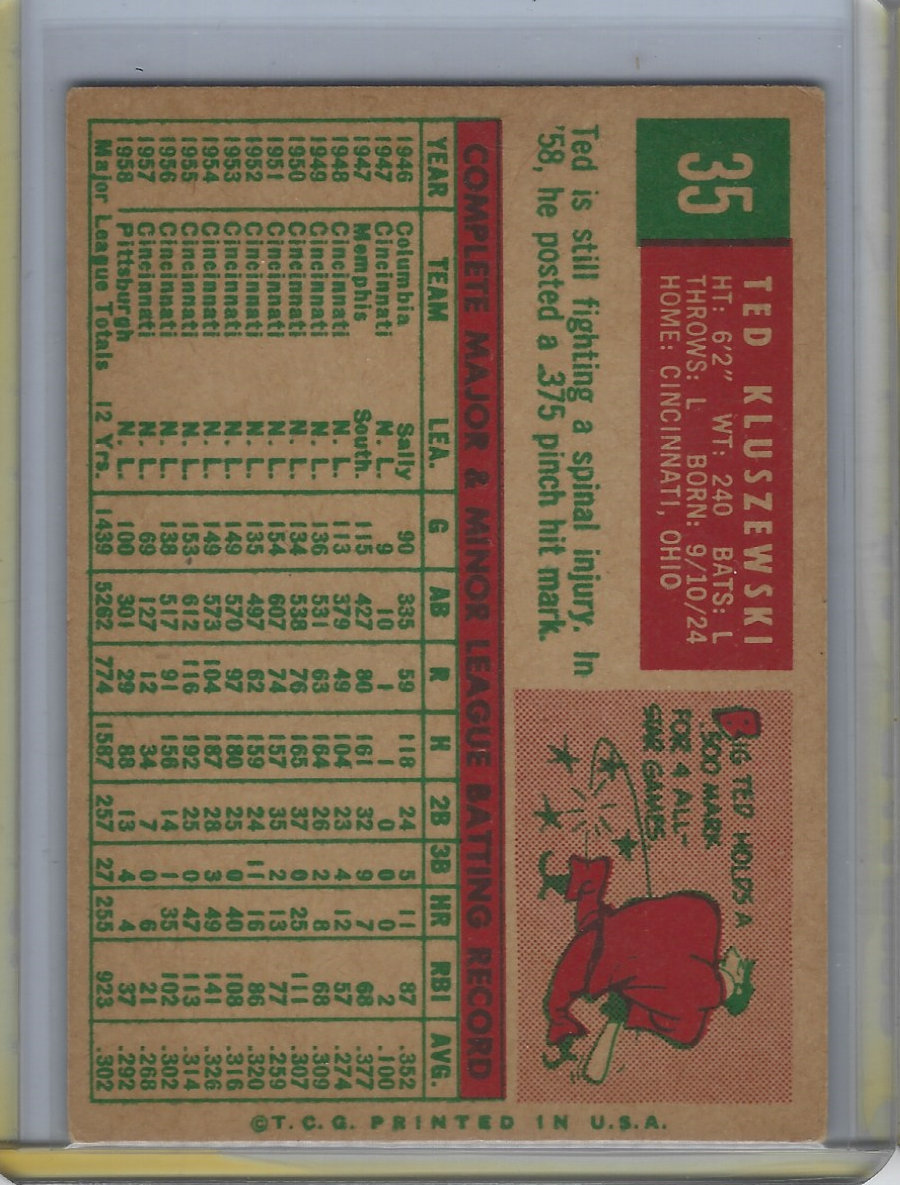 35
TED KLUSZEWSKI
HT: 6'2" WT: 240 BATS: L
THROWS: L BORN: 9/10/24
HOME: CINCINNATI, OHIO
Ted is still fighting a spinal injury. In
'58, he posted a .375 pinch hit mark.
BIG TED HOLDS A
.500 MARK
FOR 4 ALL-
STAR GAMES
COMPLETE MAJOR & MINOR LEAGUE BATTING RECORD
YEAR TEAM LEA. G AB R H 2B 3B HR RBI AVG.
1946 Columbia Sally 90 335 59 118 24 5 11 87 .352
1947 Cincinnati N. L. 9 10 1 1 0 0 0 2 .100
1947 Memphis South. 115 427 80 161 32 9 7 68 .377
1948 Cincinnati N. L. 113 379 49 104 23 4 12 57 .274
1949 Cincinnati N. L. 136 531 63 164 26 2 8 68 .309
1950 Cincinnati N. L. 134 538 76 165 37 0 25 111 .307
1951 Cincinnati N. L. 154 607 74 157 35 2 13 77 .259
1952 Cincinnati N. L. 135 497 62 159 24 11 16 86 .320
1953 Cincinnati N. L. 149 570 97 180 25 0 40 108 .316
1954 Cincinnati N. L. 149 573 104 187 28 3 49 141 .326
1955 Cincinnati N. L. 153 612 116 192 25 0 47 113 .314
1956 Cincinnati N. L. 138 517 91 156 14 1 35 102 .302
1957 Cincinnati N. L. 69 127 12 34 7 0 6 21 .268
1958 Pittsburgh N. L. 100 301 29 88 13 4 4 37 .292
Major League Totals 12 Yrs. 1439 5262 774 1587 257 27 255 923 .302
©T.C.G. PRINTED IN U.S.A.